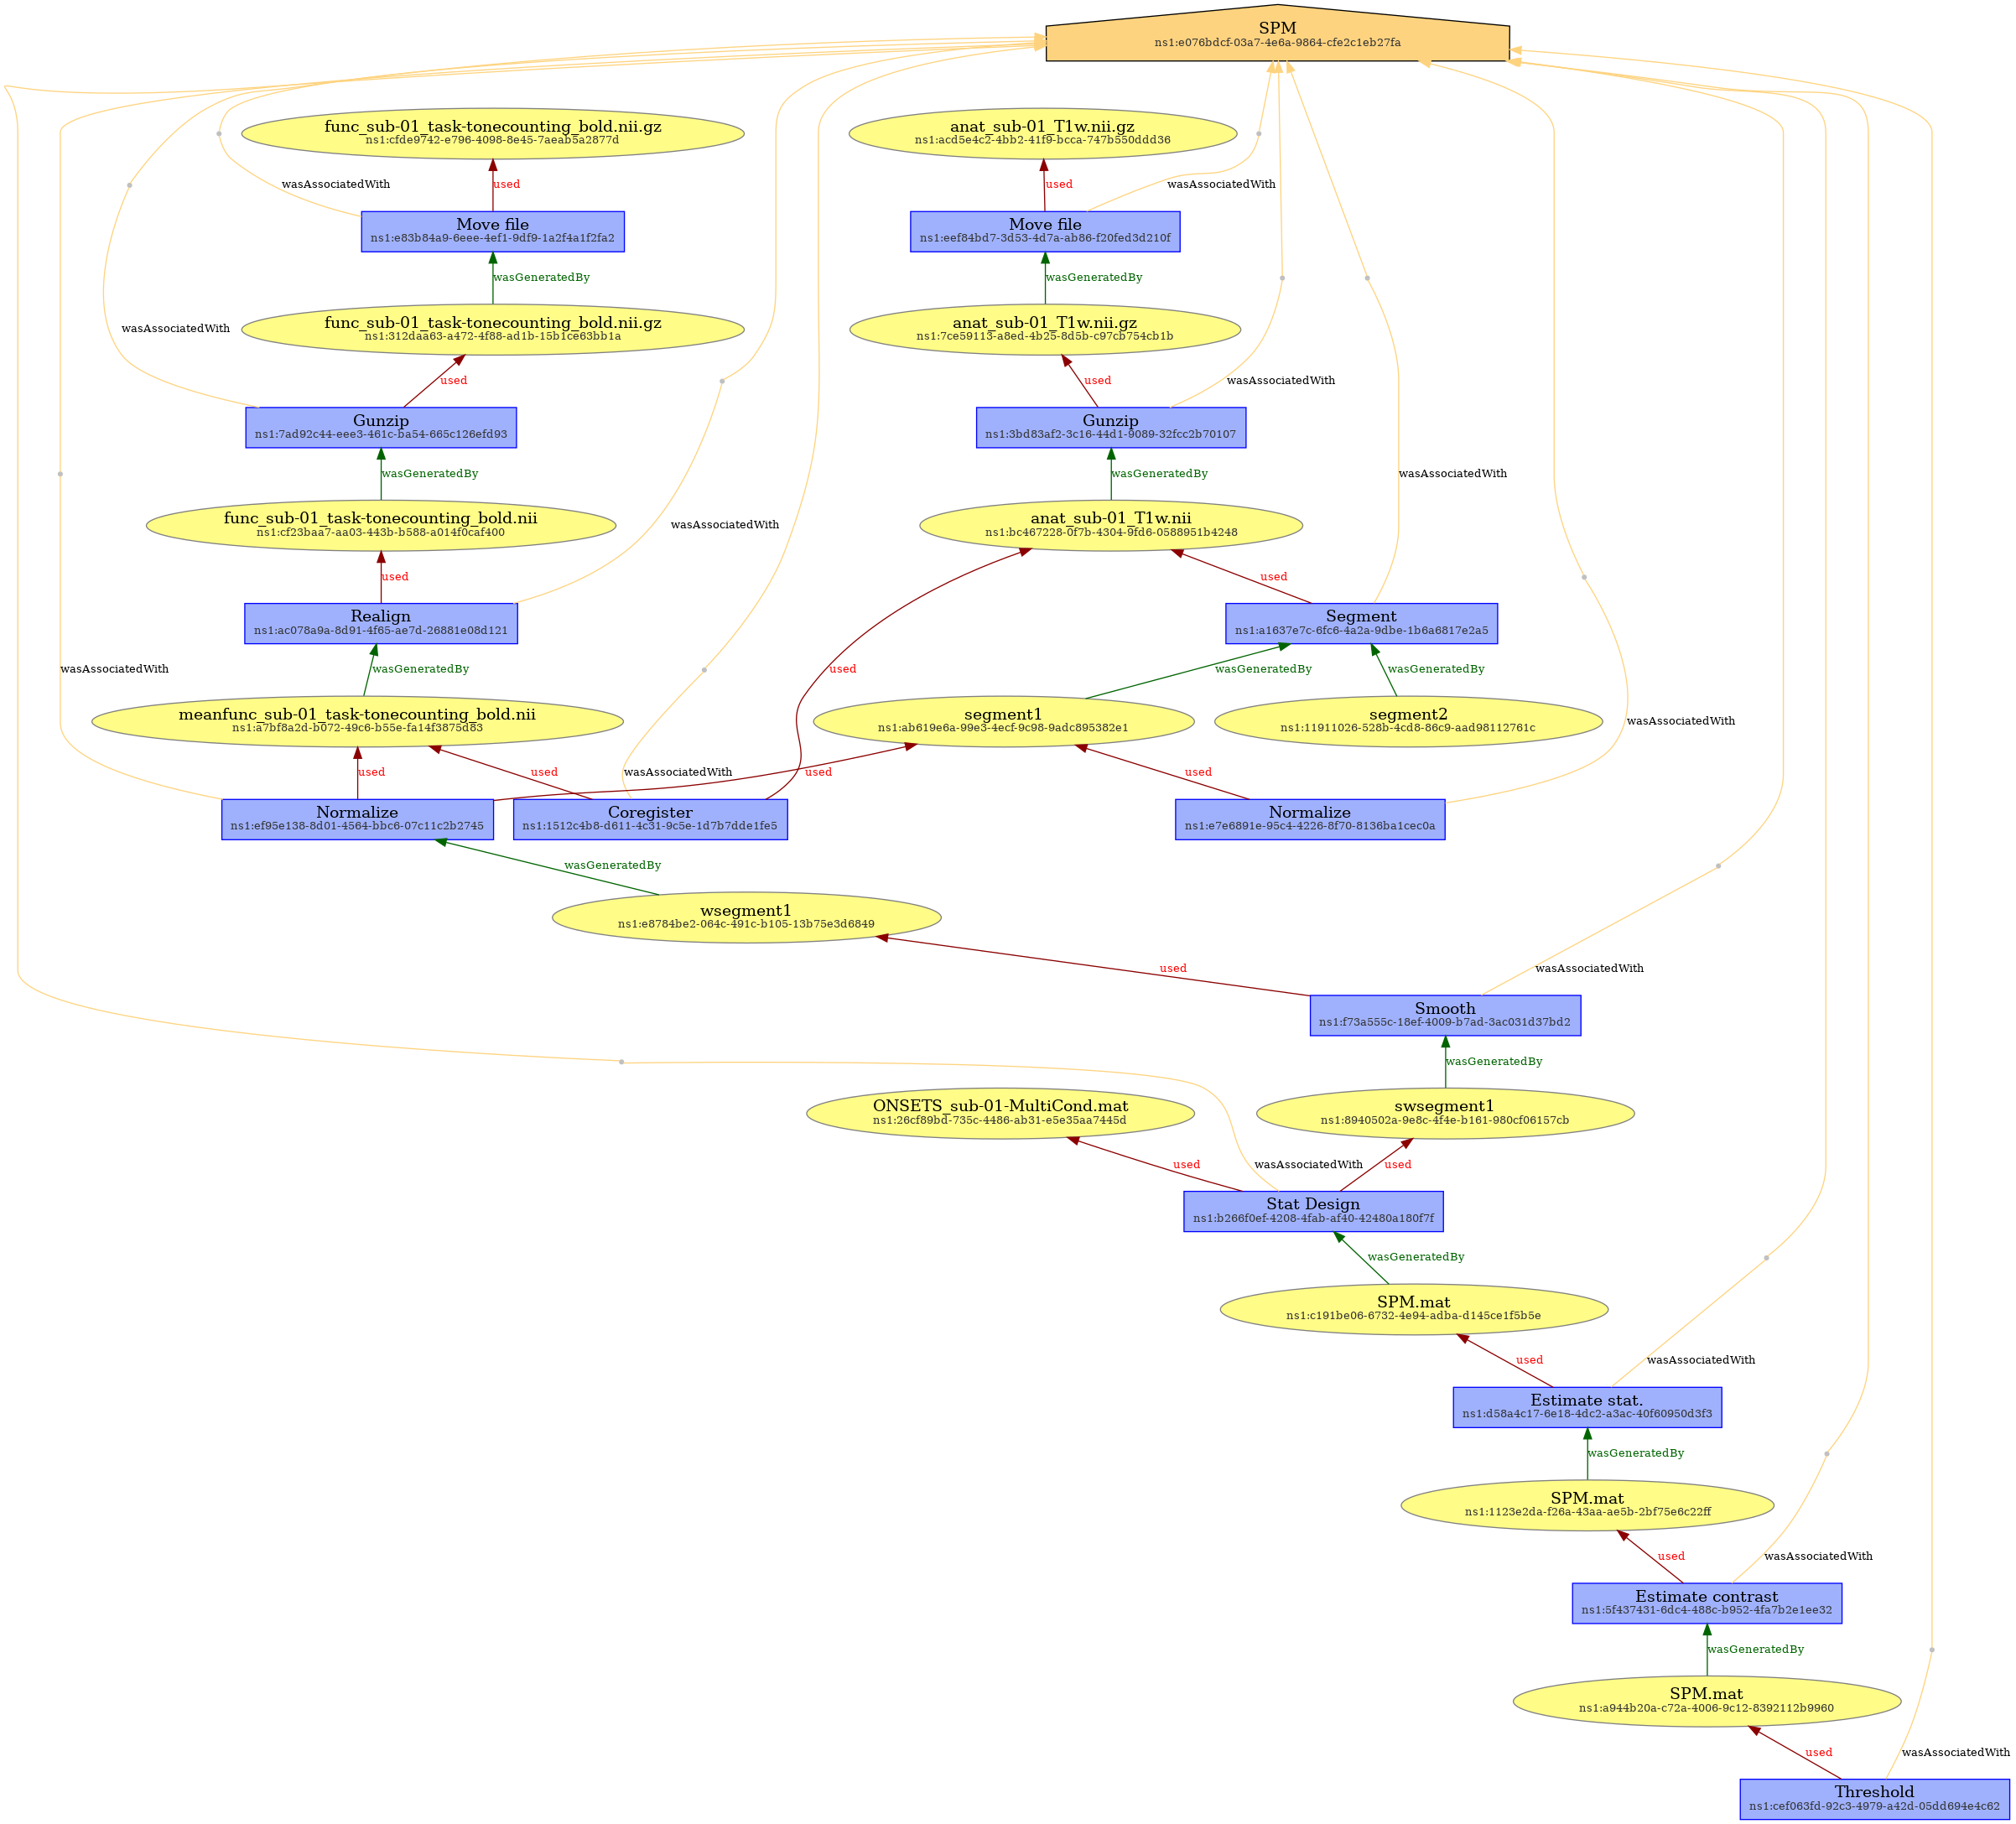 SPM
ns1:e076bdcf-03a7-4e6a-9864-cfe2c1eb27fa
func_sub-01_task-tonecounting_bold.nii.gz
ns1:cfde9742-e796-4098-8e45-7aeab5a2877d
anat_sub-01_T1w.nii.gz
ns1:acd5e4c2-4bb2-41f9-bcca-747b550ddd36
wasAssociatedWith
used
used
wasAssociatedWith
Move file
ns1:e83b84a9-6eee-4ef1-9df9-1a2f4a1f2fa2
Move file
ns1:eef84bd7-3d53-4d7a-ab86-f20fed3d210f
wasGeneratedBy
wasGeneratedBy
wasAssociatedWith
func_sub-01_task-tonecounting_bold.nii.gz
ns1:312daa63-a472-4f88-ad1b-15b1ce63bb1a
anat_sub-01_T1w.nii.gz
ns1:7ce59113-a8ed-4b25-8d5b-c97cb754cb1b
used
used
wasAssociatedWith
Gunzip
ns1:7ad92c44-eee3-461c-ba54-665c126efd93
Gunzip
ns1:3bd83af2-3c16-44d1-9089-32fcc2b70107
wasGeneratedBy
wasGeneratedBy
wasAssociatedWith
func_sub-01_task-tonecounting_bold.nii
ns1:cf23baa7-aa03-443b-b588-a014f0caf400
wasAssociatedWith
anat_sub-01_T1w.nii
ns1:bc467228-0f7b-4304-9fd6-0588951b4248
used
used
Realign
ns1:ac078a9a-8d91-4f65-ae7d-26881e08d121
Segment
ns1:a1637e7c-6fc6-4a2a-9dbe-1b6a6817e2a5
wasAssociatedWith
wasGeneratedBy
used
wasGeneratedBy
wasGeneratedBy
meanfunc_sub-01_task-tonecounting_bold.nii
ns1:a7bf8a2d-b072-49c6-b55e-fa14f3875d83
segment1
ns1:ab619e6a-99e3-4ecf-9c98-9adc895382e1
segment2
ns1:11911026-528b-4cd8-86c9-aad98112761c
wasAssociatedWith
used
used
wasAssociatedWith
used
used
Normalize
ns1:ef95e138-8d01-4564-bbc6-07c11c2b2745
Coregister
ns1:1512c4b8-d611-4c31-9c5e-1d7b7dde1fe5
Normalize
ns1:e7e6891e-95c4-4226-8f70-8136ba1cec0a
wasGeneratedBy
wsegment1
ns1:e8784be2-064c-491c-b105-13b75e3d6849
used
wasAssociatedWith
Smooth
ns1:f73a555c-18ef-4009-b7ad-3ac031d37bd2
wasGeneratedBy
ONSETS_sub-01-MultiCond.mat
ns1:26cf89bd-735c-4486-ab31-e5e35aa7445d
swsegment1
ns1:8940502a-9e8c-4f4e-b161-980cf06157cb
used
wasAssociatedWith
used
Stat Design
ns1:b266f0ef-4208-4fab-af40-42480a180f7f
wasGeneratedBy
SPM.mat
ns1:c191be06-6732-4e94-adba-d145ce1f5b5e
used
wasAssociatedWith
Estimate stat.
ns1:d58a4c17-6e18-4dc2-a3ac-40f60950d3f3
wasGeneratedBy
SPM.mat
ns1:1123e2da-f26a-43aa-ae5b-2bf75e6c22ff
used
wasAssociatedWith
Estimate contrast
ns1:5f437431-6dc4-488c-b952-4fa7b2e1ee32
wasGeneratedBy
SPM.mat
ns1:a944b20a-c72a-4006-9c12-8392112b9960
used
wasAssociatedWith
Threshold
ns1:cef063fd-92c3-4979-a42d-05dd694e4c62